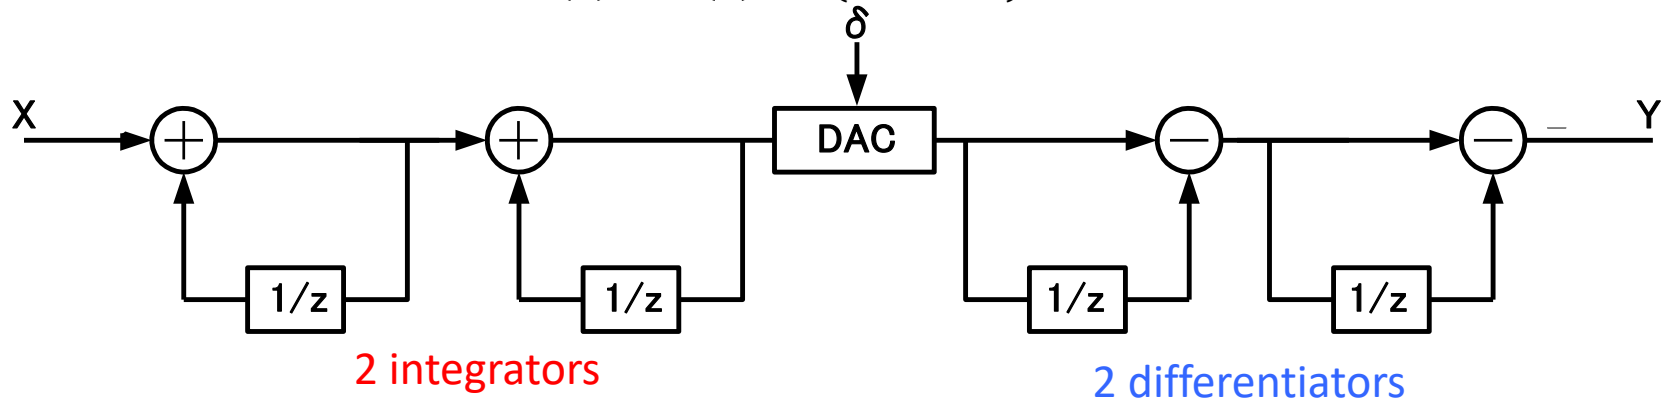 δ
X
DAC
Y
1/z 1/z 1/z 1/z
2 integrators
2 differentiators